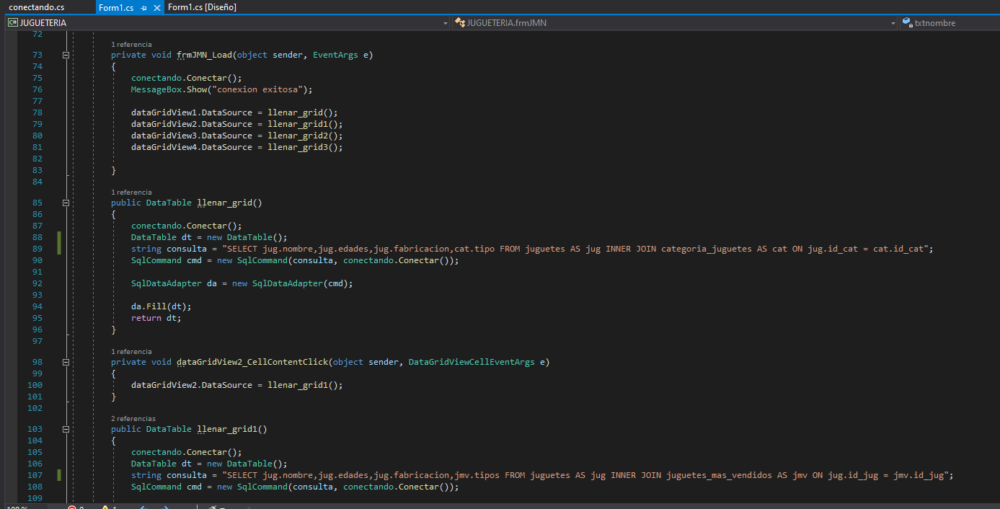 conectando.cs Form1.cs Form1.cs [Diseño]
C# JUGUETERIA JUGUETERIA.frmJMN txtnombre
72
1 referencia
73 private void frmJMN_Load(object sender, EventArgs e)
74 {
75 conectando.Conectar();
76 MessageBox.Show("conexion exitosa");
77
78 dataGridView1.DataSource = llenar_grid();
79 dataGridView2.DataSource = llenar_grid1();
80 dataGridView3.DataSource = llenar_grid2();
81 dataGridView4.DataSource = llenar_grid3();
82
83 }
84
1 referencia
85 public DataTable llenar_grid()
86 {
87 conectando.Conectar();
88 DataTable dt = new DataTable();
89 string consulta = "SELECT jug.nombre,jug.edades,jug.fabricacion,cat.tipo FROM juguetes AS jug INNER JOIN categoria_juguetes AS cat ON jug.id_cat = cat.id_cat";
90 SqlCommand cmd = new SqlCommand(consulta, conectando.Conectar());
91
92 SqlDataAdapter da = new SqlDataAdapter(cmd);
93
94 da.Fill(dt);
95 return dt;
96 }
97
1 referencia
98 private void dataGridView2_CellContentClick(object sender, DataGridViewCellEventArgs e)
99 {
100 dataGridView2.DataSource = llenar_grid1();
101 }
102
2 referencias
103 public DataTable llenar_grid1()
104 {
105 conectando.Conectar();
106 DataTable dt = new DataTable();
107 string consulta = "SELECT jug.nombre,jug.edades,jug.fabricacion,jmv.tipos FROM juguetes AS jug INNER JOIN juguetes_mas_vendidos AS jmv ON jug.id_jug = jmv.id_jug";
108 SqlCommand cmd = new SqlCommand(consulta, conectando.Conectar());
109